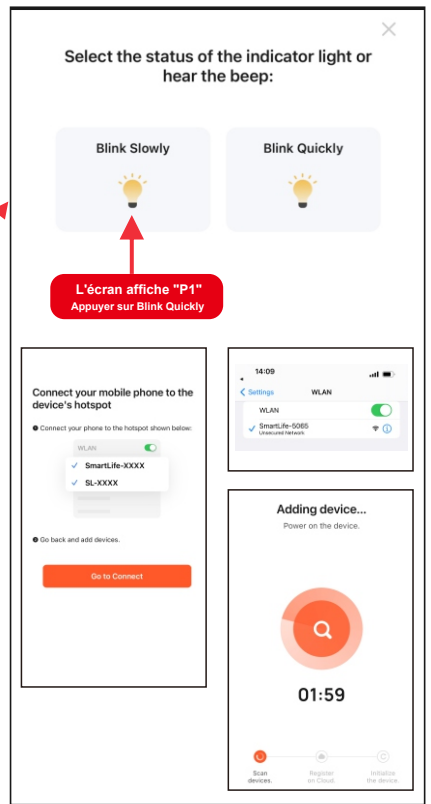 Select the status of the indicator light or
hear the beep:
Blink Slowly
Blink Quickly
L'écran affiche "P1"
Appuyer sur Blink Quickly
Connect your mobile phone to the
device's hotspot
❶ Connect your phone to the hotspot shown below:
WLAN
✓ SmartLife-XXXX
✓ SL-XXXX
❷ Go back and add devices.
Go to Connect
14:09
Settings
WLAN
WLAN
SmartLife-5065
Unsecured Network
Adding device...
Power on the device.
01:59
Scan
devices.
Register
on Cloud.
Initialize
the device.